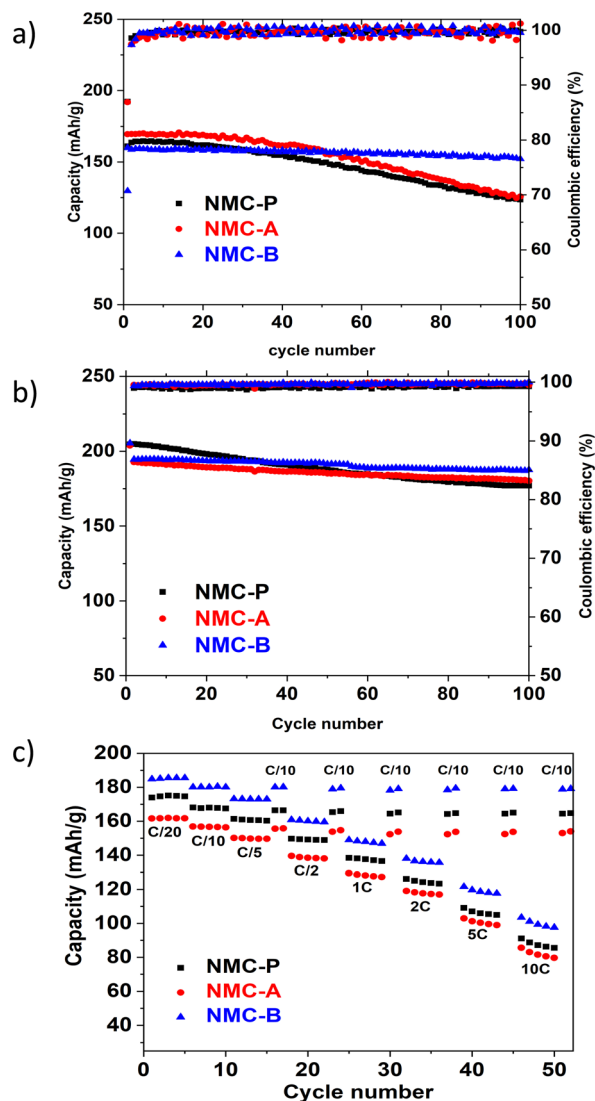 a)
250
200
150
100
50
Capacity (mAh/g)
100
90
80
70
60
50
Coulombic efficiency (%)
NMC-P
NMC-A
NMC-B
0 20 40 60 80 100
cycle number
b)
250
200
150
100
50
Capacity (mAh/g)
100
90
80
70
60
50
Coulombic efficiency (%)
NMC-P
NMC-A
NMC-B
0 20 40 60 80 100
Cycle number
c)
200
180
160
140
120
100
80
60
40
Capacity (mAh/g)
C/10 C/10 C/10 C/10 C/10 C/10
C/20
C/10
C/5
C/2
1C
2C
5C
10C
NMC-P
NMC-A
NMC-B
0 10 20 30 40 50
Cycle number